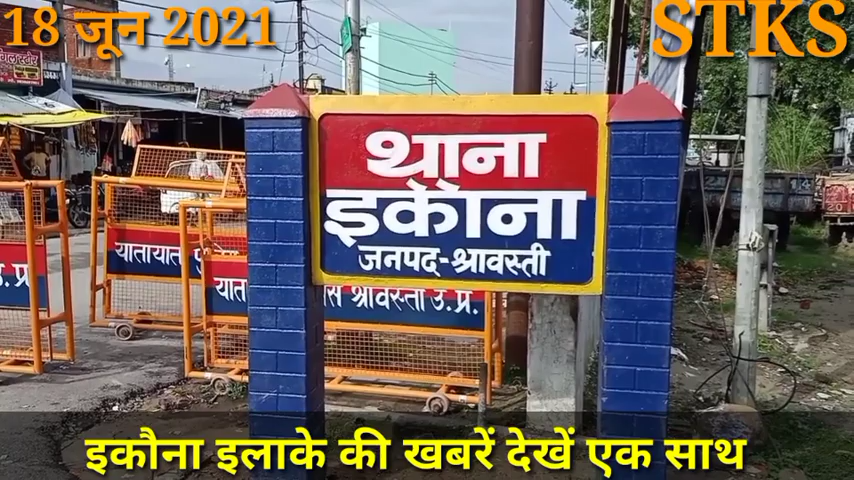 18 जून 2021
STKS
थाना
इकौना
जनपद-श्रावस्ती
यातायात पु
यात
स श्रावस्ती उ.प्र.
उ.प्र
इकौना इलाके की खबरें देखें एक साथ